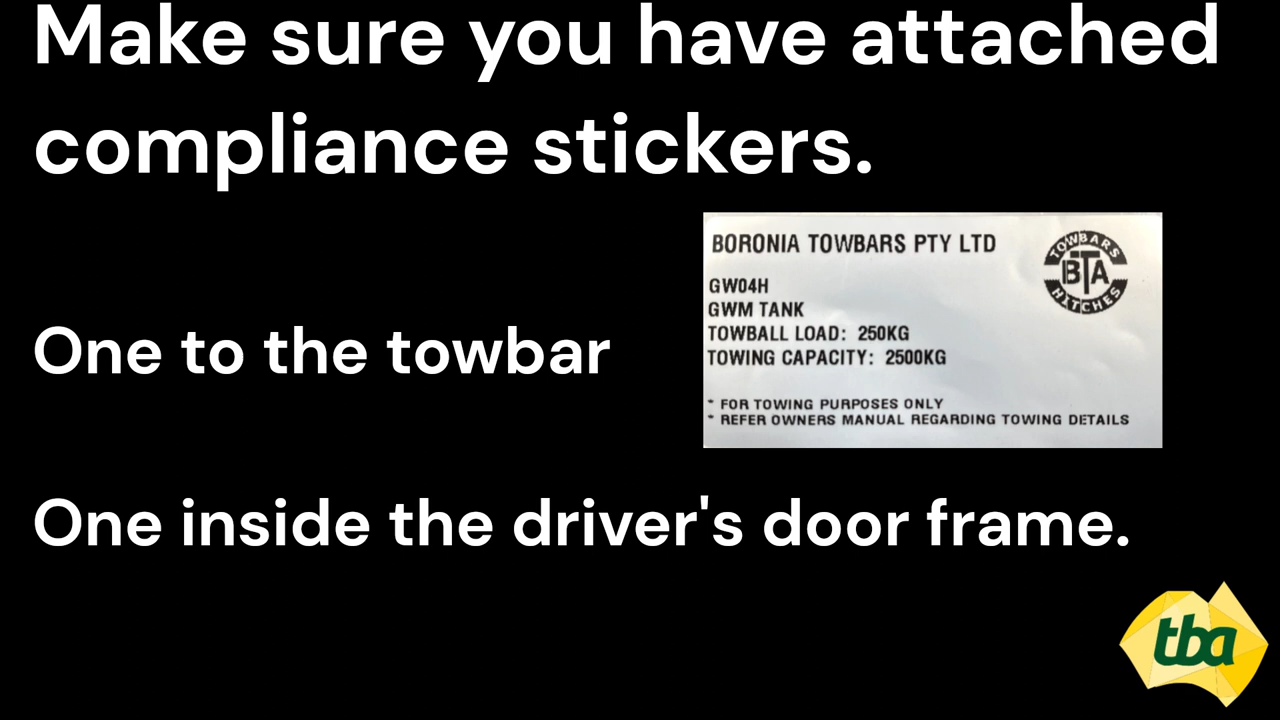 Make sure you have attached
compliance stickers.
BORONIA TOWBARS PTY LTD
TOWBARS
BTA
HITCHES
GW04H
GWM TANK
TOWBALL LOAD: 250KG
TOWING CAPACITY: 2500KG
* FOR TOWING PURPOSES ONLY
* REFER OWNERS MANUAL REGARDING TOWING DETAILS
One to the towbar
One inside the driver's door frame.
tba